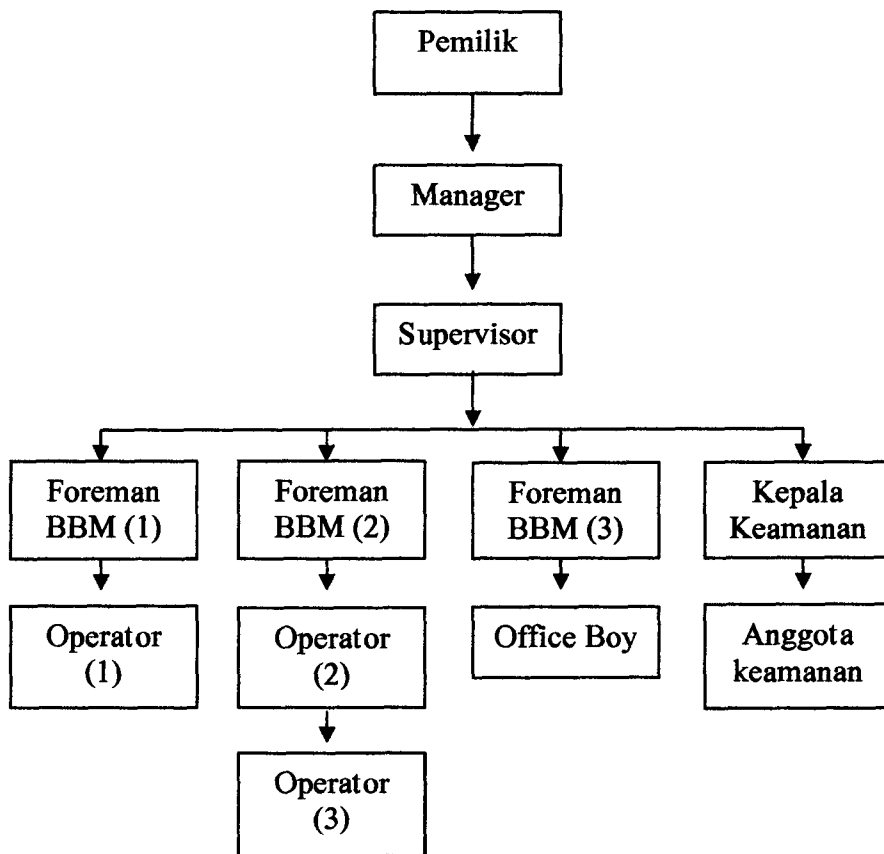 Pemilik
Manager
Supervisor
Foreman
BBM (1)
Foreman
BBM (2)
Foreman
BBM (3)
Kepala
Keamanan
Operator
(1)
Operator
(2)
Office Boy
Anggota
keamanan
Operator
(3)